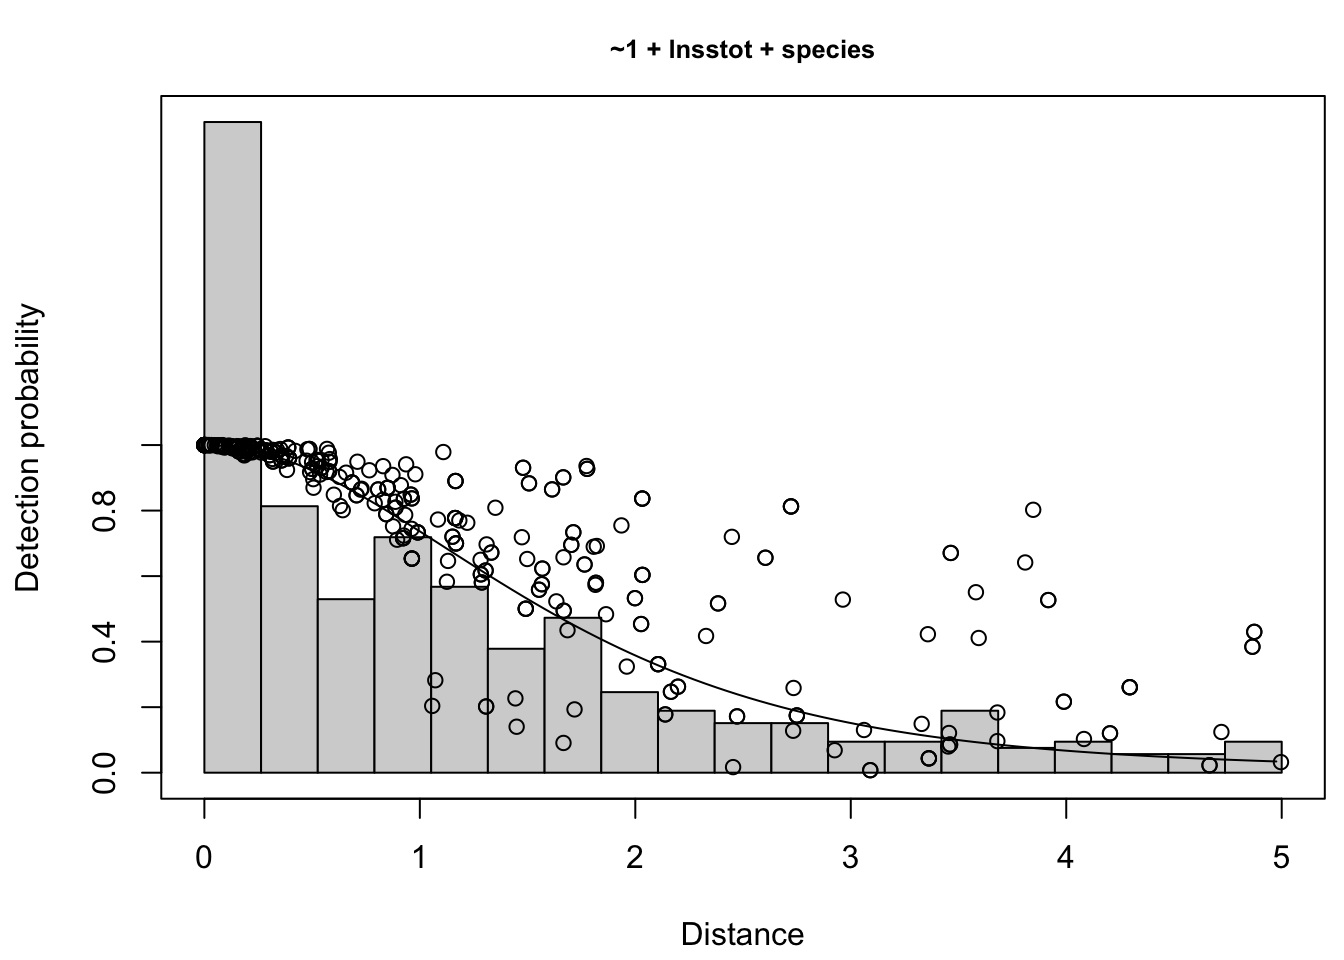 ~1 + lnsstot + species
Detection probability
0.8
0.4
0.0
0 1 2 3 4 5
Distance